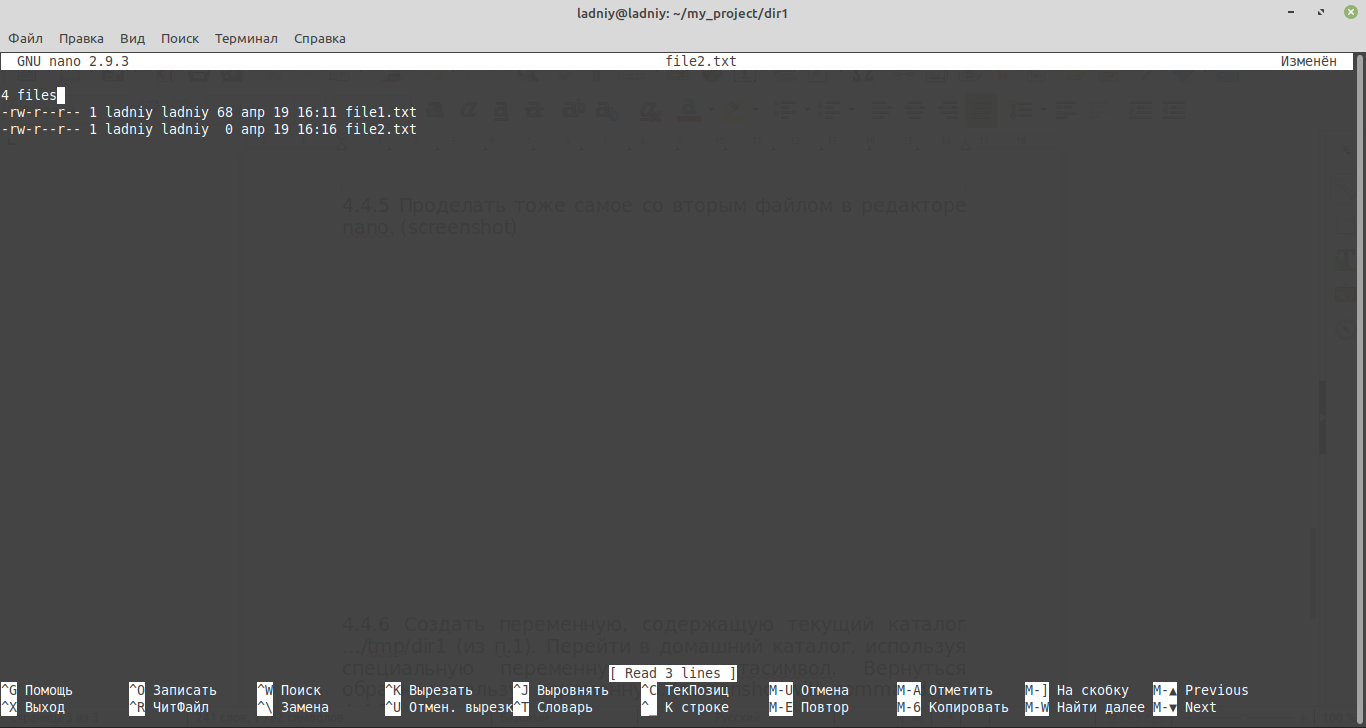 ladniy@ladniy: ~/my_project/dir1
Файл Правка Вид Поиск Терминал Справка
GNU nano 2.9.3 file2.txt Изменён
4 files
-rw-r--r-- 1 ladniy ladniy 68 апр 19 16:11 file1.txt
-rw-r--r-- 1 ladniy ladniy  0 апр 19 16:16 file2.txt
4.4.5 Проделать тоже самое со вторым файлом в редакторе
nano. (screenshot)
4.4.6 Создать переменную, содержащую текущий каталог
.../tmp/dir1 (из п.1). Перейти в домашний каталог, используя
специальную тасимвол. Вернуться
[ Read 3 lines ]
^G Помощь ^O Записать ^W Поиск ^K Вырезать ^J Выровнять ^C ТекПозиц M-U Отмена M-A Отметить M-] На скобку M-▲ Previous
^X Выход ^R ЧитФайл ^\ Замена ^U Отмен. вырезк ^T Словарь ^_ К строке M-E Повтор M-6 Копировать M-W Найти далее M-▼ Next